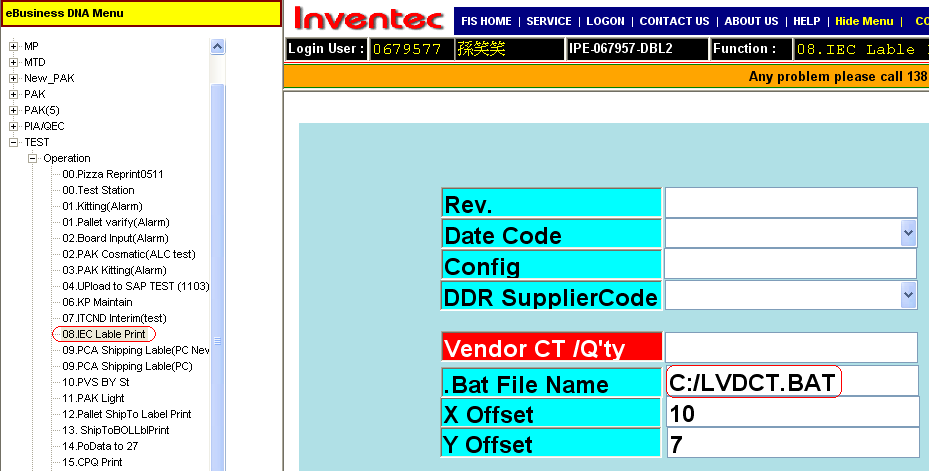 eBusiness DNA Menu
MP
MTD
New_PAK
PAK
PAK(5)
PIA/QEC
TEST
Operation
00.Pizza Reprint0511
00.Test Station
01.Kitting(Alarm)
01.Pallet varify(Alarm)
02.Board Input(Alarm)
02.PAK Cosmatic(ALC test)
03.PAK Kitting(Alarm)
04.UPload to SAP TEST (1103)
06.KP Maintain
07.ITCND Interim(test)
08.IEC Lable Print
09.PCA Shipping Lable(PC Nev
09.PCA Shipping Lable(PC)
10.PVS BY St
11.PAK Light
12.Pallet ShipTo Label Print
13. ShipToBOLLblPrint
14.PoData to 27
15.CPQ Print
Inventec
FIS HOME | SERVICE | LOGON | CONTACT US | ABOUT US | HELP | Hide Menu | CO
Login User : 0679577 孫笑笑 IPE-067957-DBL2 Function : 08.IEC Lable
Any problem please call 138
Rev.
Date Code
Config
DDR SupplierCode
Vendor CT /Q'ty
.Bat File Name C:/LVDCT.BAT
X Offset 10
Y Offset 7